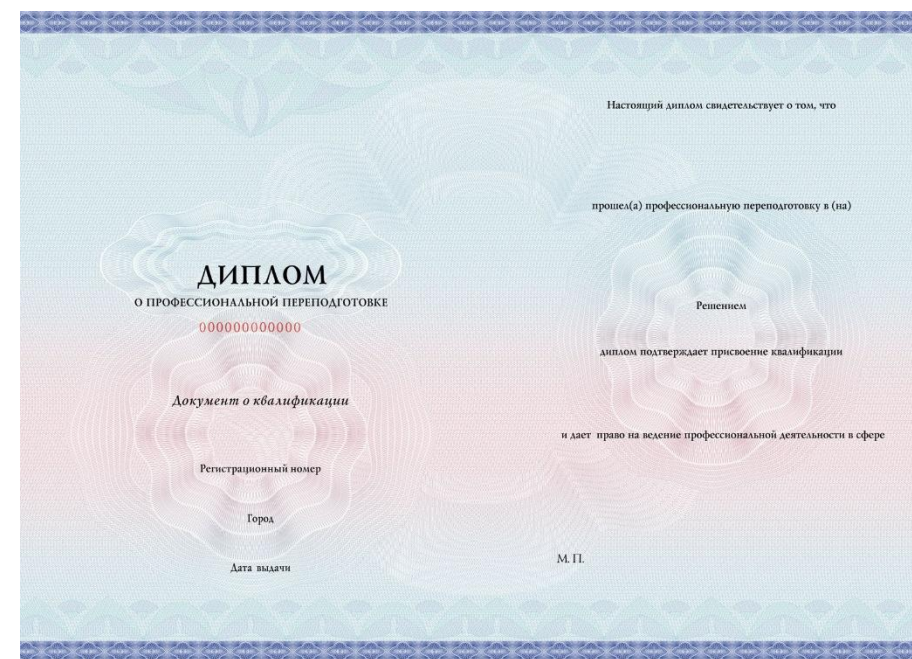 ДИПЛОМ
О ПРОФЕССИОНАЛЬНОЙ ПЕРЕПОДГОТОВКЕ
000000000000
Документ о квалификации
Регистрационный номер
Город
Дата выдачи
Настоящий диплом свидетельствует о том, что
прошел(а) профессиональную переподготовку в (на)
Решением
диплом подтверждает присвоение квалификации
и дает право на ведение профессиональной деятельности в сфере
М. П.